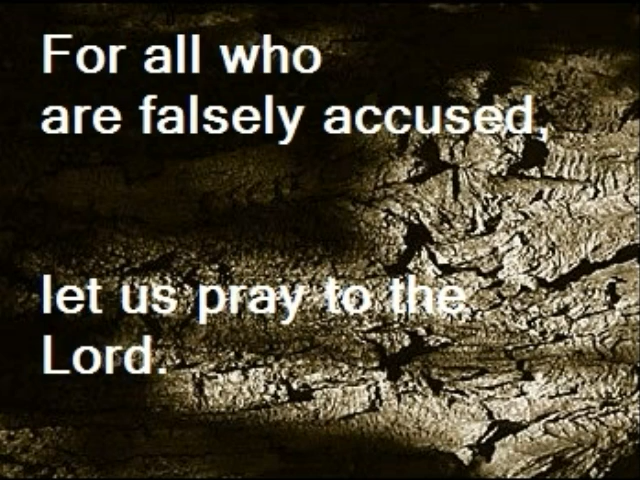 For all who
are falsely accused,
let us pray to the
Lord.